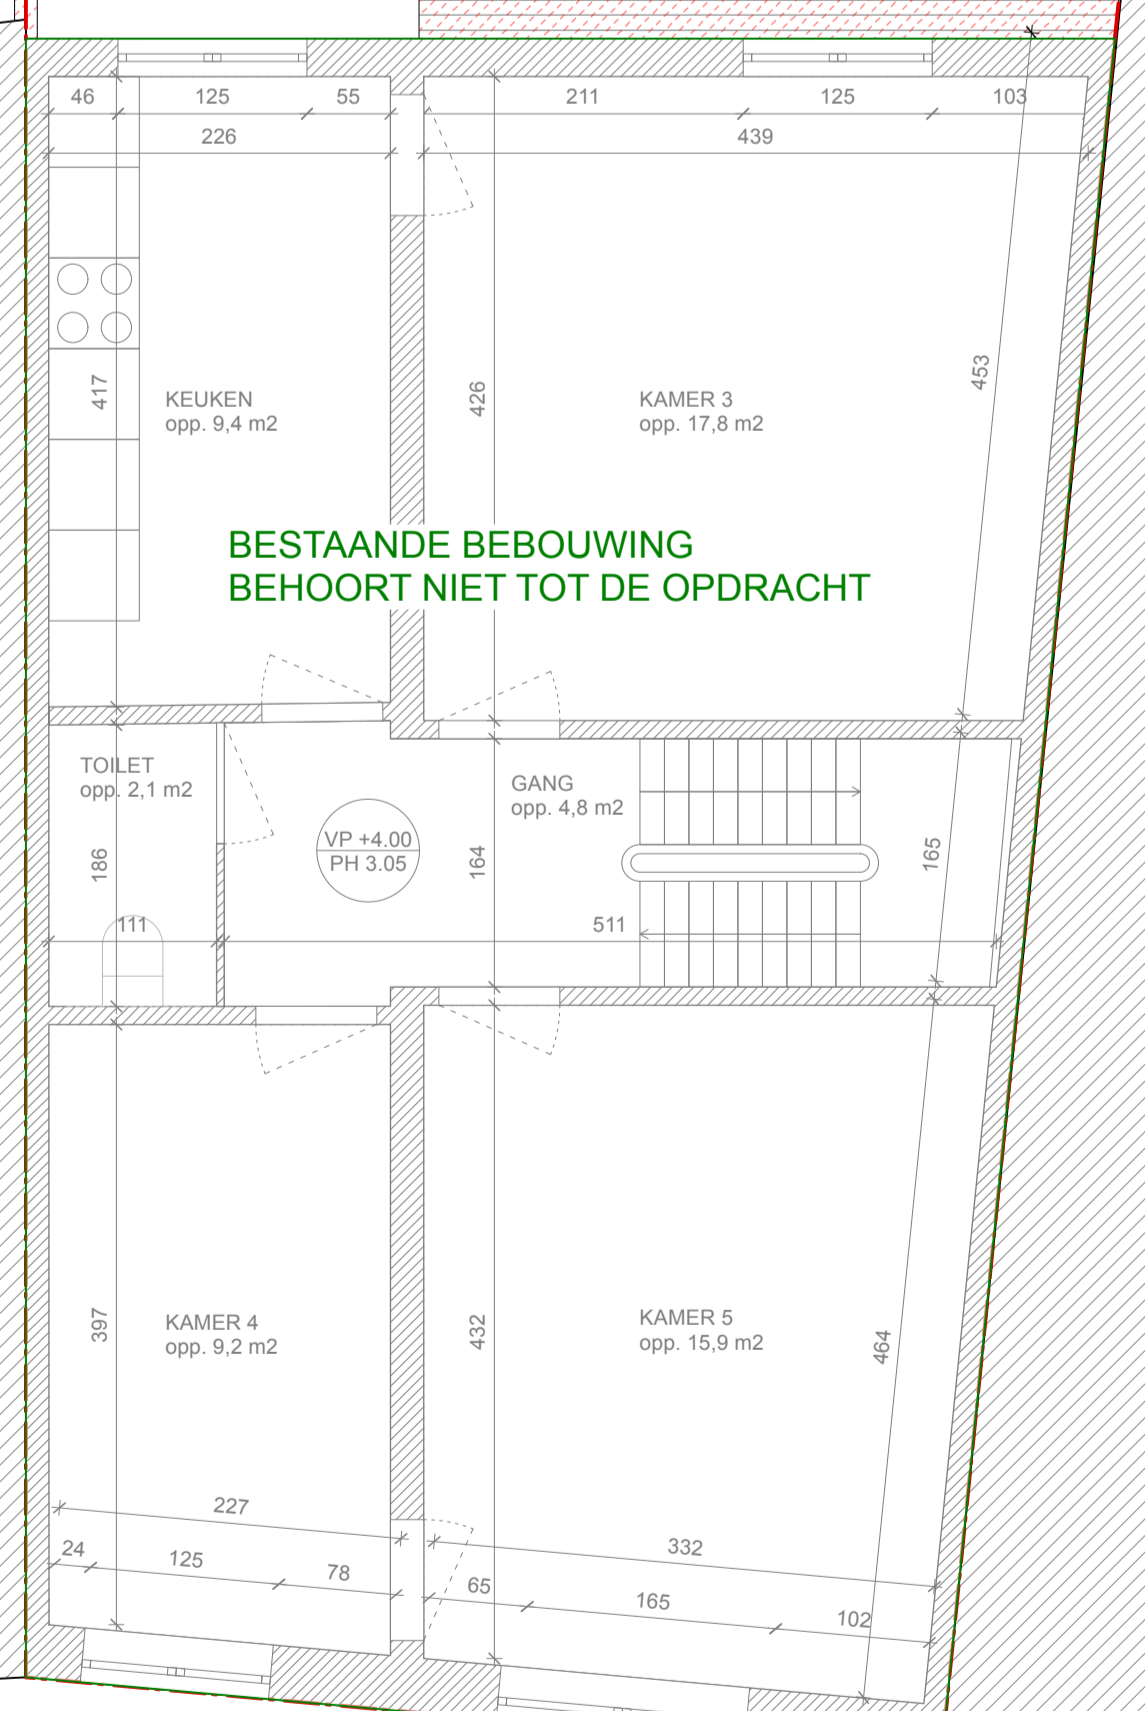 46 125 55 211 125 103
226 439
417 426 453
KEUKEN
opp. 9,4 m2
KAMER 3
opp. 17,8 m2
BESTAANDE BEBOUWING
BEHOORT NIET TOT DE OPDRACHT
TOILET
opp. 2,1 m2
GANG
opp. 4,8 m2
VP +4.00
PH 3.05
186 164 165
111 511
397 432 464
KAMER 4
opp. 9,2 m2
KAMER 5
opp. 15,9 m2
227 332
24 125 78 65 165 102